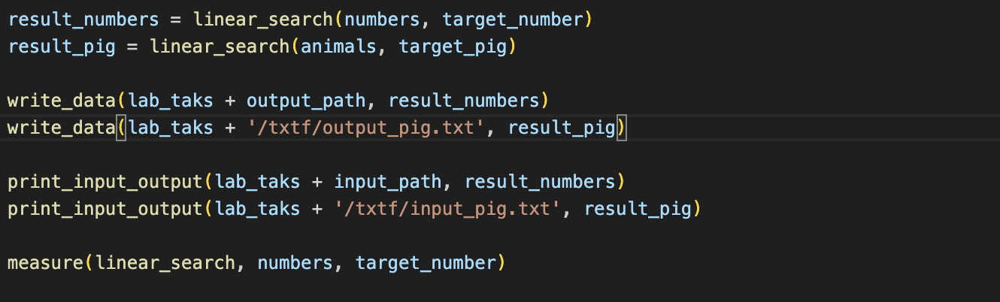 result_numbers = linear_search(numbers, target_number)
result_pig = linear_search(animals, target_pig)
write_data(lab_taks + output_path, result_numbers)
write_data(lab_taks + '/txtf/output_pig.txt', result_pig)
print_input_output(lab_taks + input_path, result_numbers)
print_input_output(lab_taks + '/txtf/input_pig.txt', result_pig)
measure(linear_search, numbers, target_number)